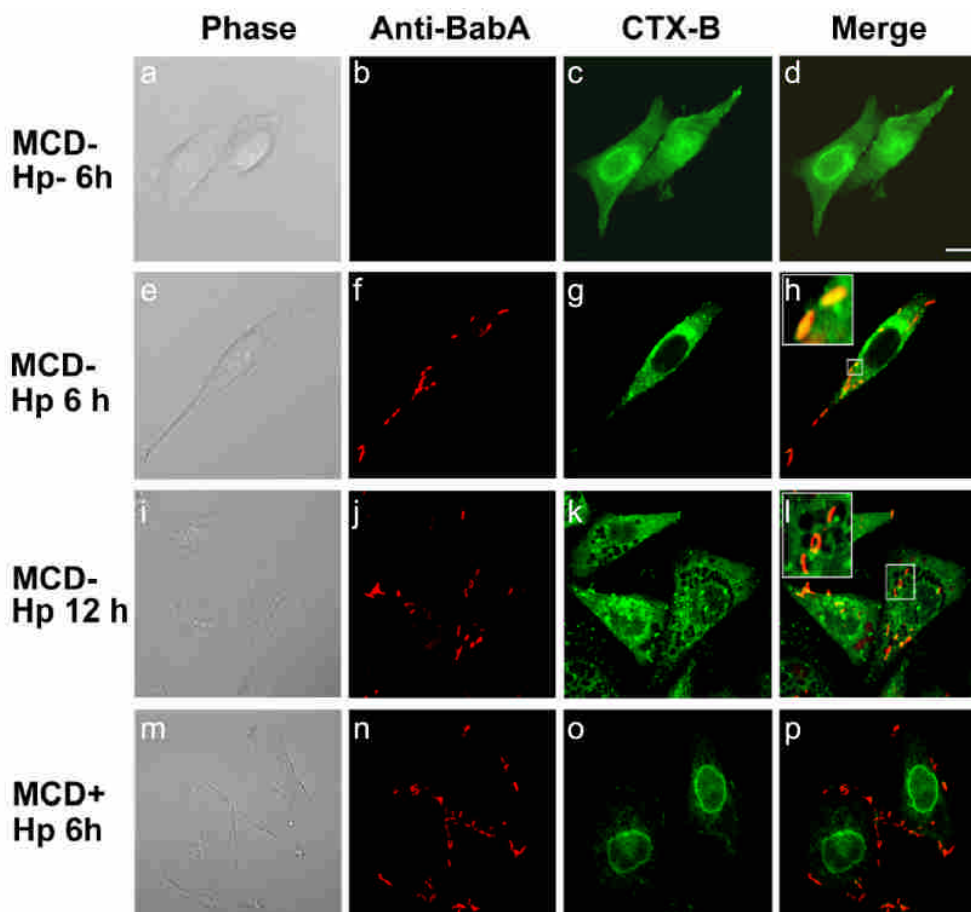 Phase Anti-BabA CTX-B Merge
MCD-
Hp- 6h
a b c d
MCD-
Hp 6 h
e f g h
MCD-
Hp 12 h
i j k l
MCD+
Hp 6h
m n o p